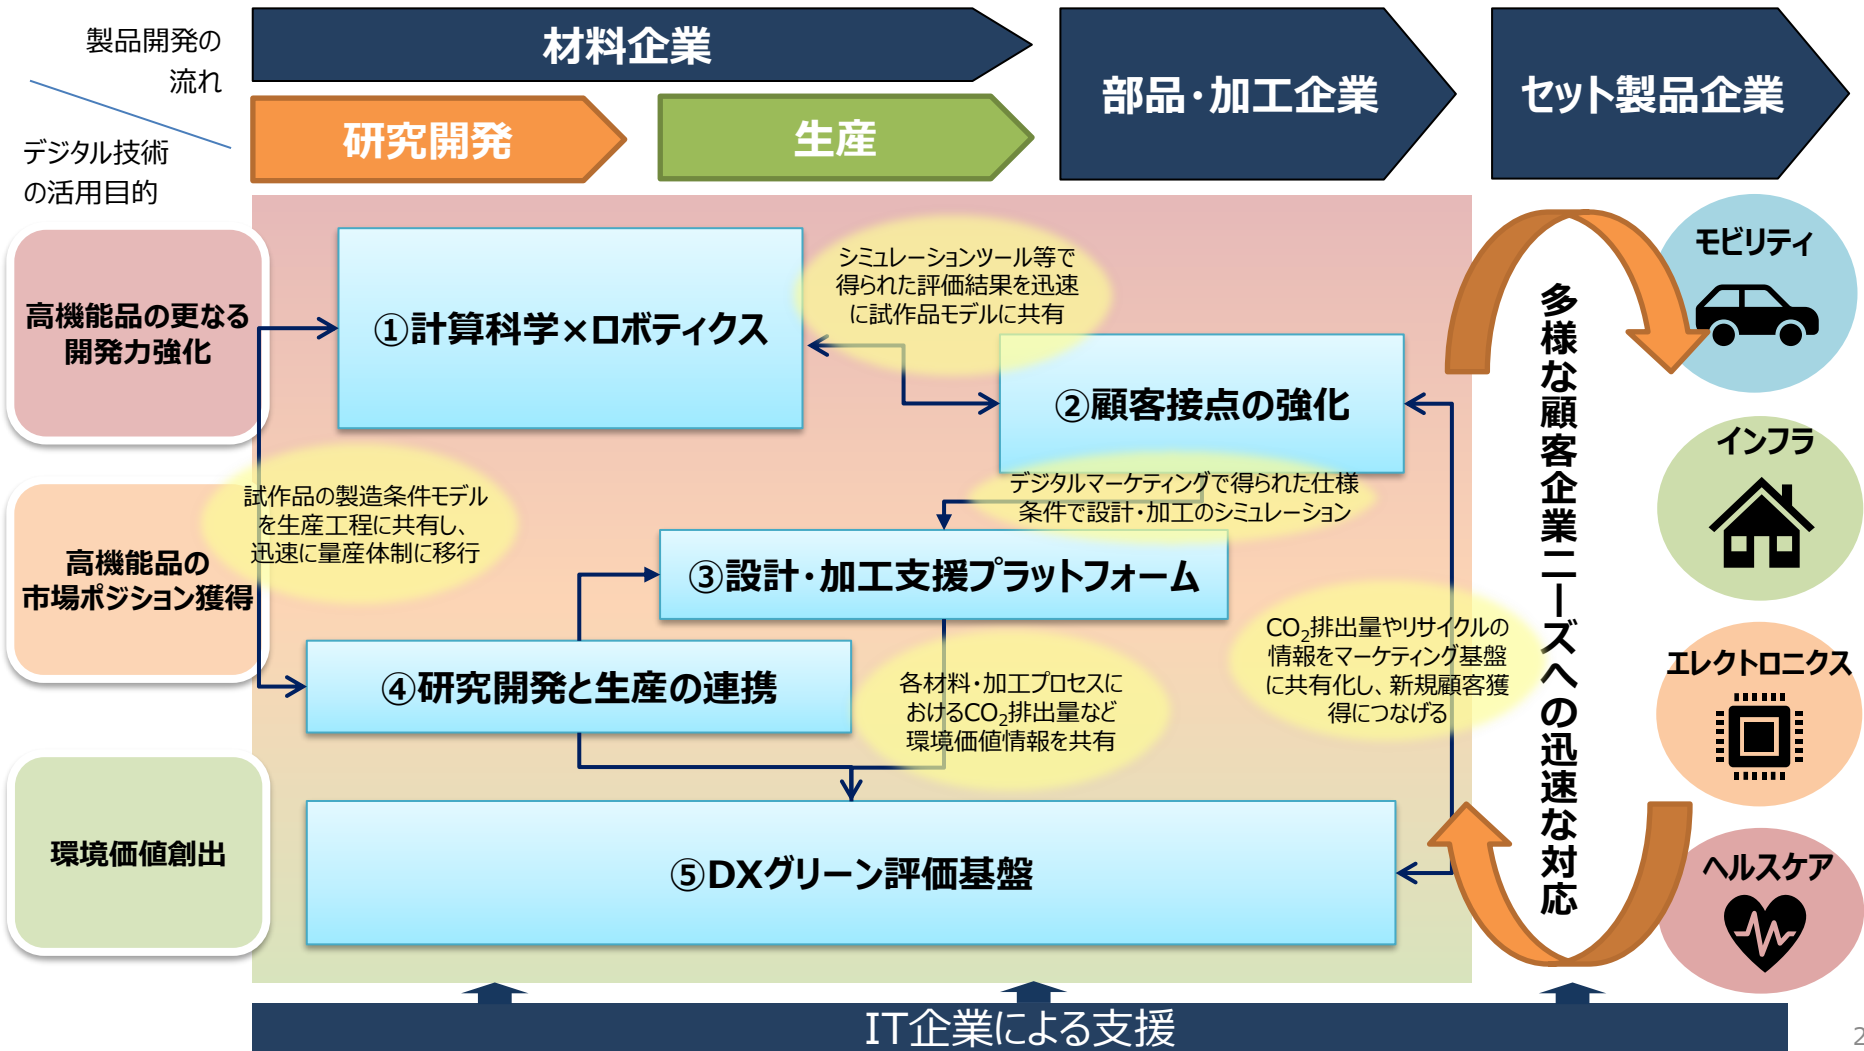 製品開発の
流れ
デジタル技術
の活用目的
材料企業
研究開発
生産
部品・加工企業
セット製品企業
高機能品の更なる
開発力強化
高機能品の
市場ポジション獲得
環境価値創出
①計算科学×ロボティクス
シミュレーションツール等で
得られた評価結果を迅速
に試作品モデルに共有
②顧客接点の強化
試作品の製造条件モデル
を生産工程に共有し、
迅速に量産体制に移行
デジタルマーケティングで得られた仕様
条件で設計・加工のシミュレーション
③設計・加工支援プラットフォーム
④研究開発と生産の連携
各材料・加工プロセスに
おけるCO₂排出量など
環境価値情報を共有
CO₂排出量やリサイクルの
情報をマーケティング基盤
に共有化し、新規顧客獲
得につなげる
⑤DXグリーン評価基盤
多様な顧客企業ニーズへの迅速な対応
モビリティ
インフラ
エレクトロニクス
ヘルスケア
IT企業による支援
2